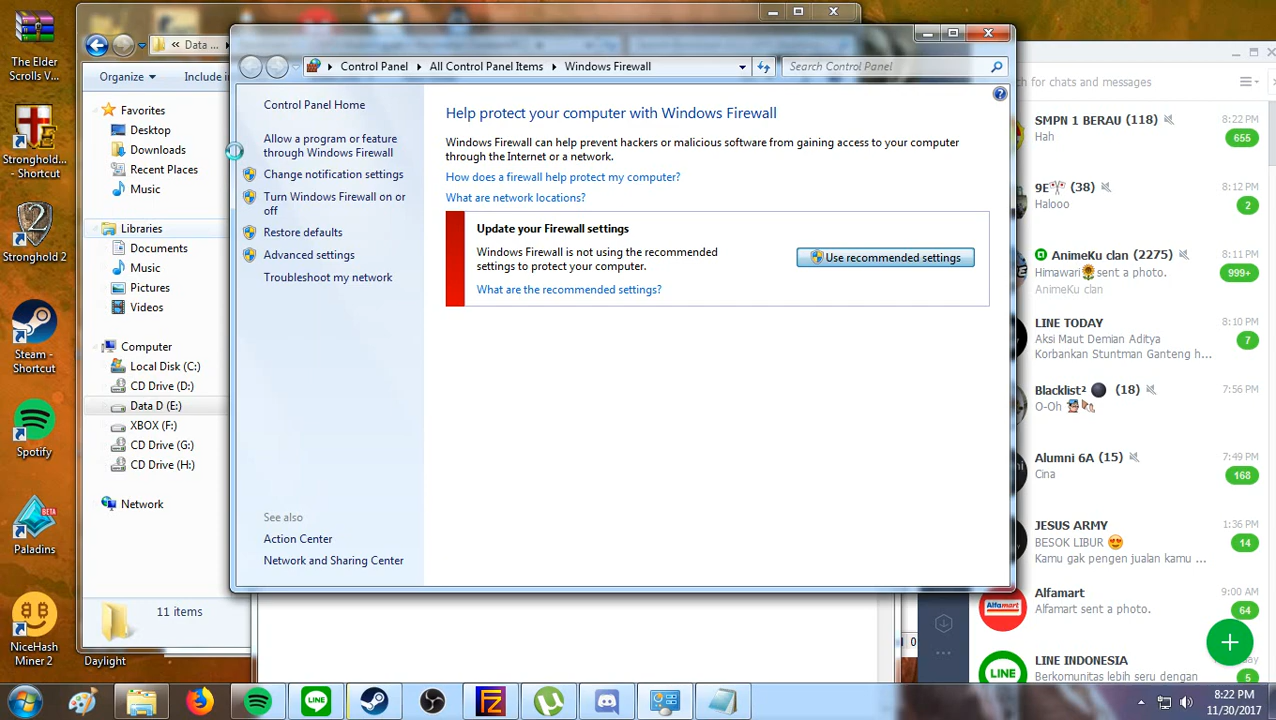 The Elder
Scrolls V...
Stronghold...
- Shortcut
Stronghold 2
Steam -
Shortcut
Spotify
BETA
Paladins
NiceHash
Miner 2
« Data ...
Organize
Include i
Favorites
Desktop
Downloads
Recent Places
Music
Libraries
Documents
Music
Pictures
Videos
Computer
Local Disk (C:)
CD Drive (D:)
Data D (E:)
XBOX (F:)
CD Drive (G:)
CD Drive (H:)
Network
11 items
Daylight
Control Panel
All Control Panel Items
Windows Firewall
Search Control Panel
Control Panel Home
Allow a program or feature
through Windows Firewall
Change notification settings
Turn Windows Firewall on or
off
Restore defaults
Advanced settings
Troubleshoot my network
See also
Action Center
Network and Sharing Center
Help protect your computer with Windows Firewall
Windows Firewall can help prevent hackers or malicious software from gaining access to your computer
through the Internet or a network.
How does a firewall help protect my computer?
What are network locations?
Update your Firewall settings
Windows Firewall is not using the recommended
settings to protect your computer.
Use recommended settings
What are the recommended settings?
h for chats and messages
SMPN 1 BERAU (118)
8:22 PM
Hah
655
9E (38)
8:12 PM
Halooo
2
AnimeKu clan (2275)
8:11 PM
Himawari🌻sent a photo.
999+
AnimeKu clan
LINE TODAY
8:10 PM
Aksi Maut Demian Aditya
7
Korbankan Stuntman Ganteng h...
Blacklist² (18)
7:56 PM
O-Oh
Alumni 6A (15)
7:49 PM
Cina
168
JESUS ARMY
1:36 PM
BESOK LIBUR 😍
14
Kamu gak pengen jualan kamu ...
Alfamart
9:00 AM
Alfamart
Alfamart sent a photo.
64
LINE INDONESIA
LINE
Berkomunitas lebih seru dengan
5
LINE
8:22 PM
11/30/2017